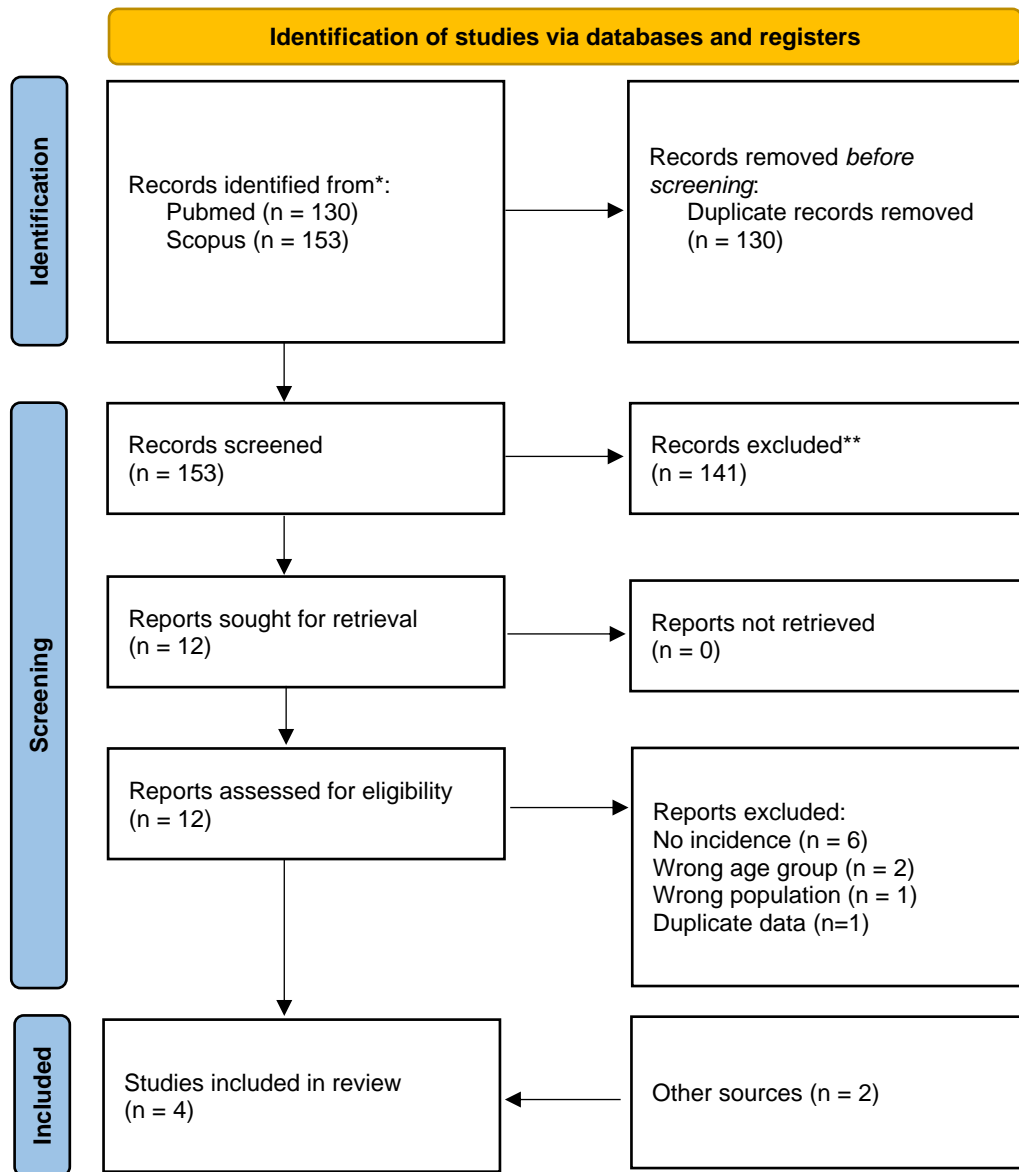 Identification of studies via databases and registers
Identification
Records identified from*:
Pubmed (n = 130)
Scopus (n = 153)
Records removed before
screening:
Duplicate records removed
(n = 130)
Screening
Records screened
(n = 153)
Records excluded**
(n = 141)
Reports sought for retrieval
(n = 12)
Reports not retrieved
(n = 0)
Reports assessed for eligibility
(n = 12)
Reports excluded:
No incidence (n = 6)
Wrong age group (n = 2)
Wrong population (n = 1)
Duplicate data (n=1)
Included
Studies included in review
(n = 4)
Other sources (n = 2)